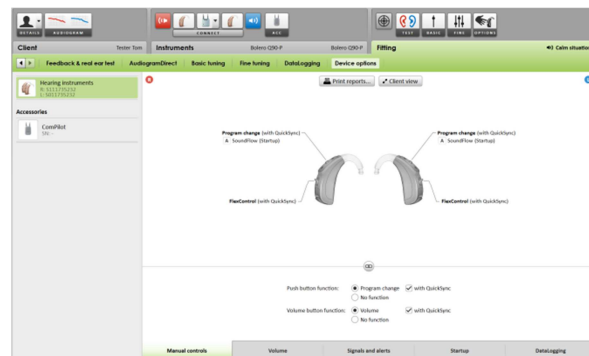 DETAILS AUDIOGRAM CONNECT ACC TEST BASIC FINE OPTIONS
Client Tester Tom Instruments Bolero Q90-P Bolero Q90-P Fitting Calm situation
Feedback & real ear test AudiogramDirect Basic tuning Fine tuning DataLogging Device options
Hearing instruments
Print reports... Client view
Accessories
ComPilot
SN: -
Program change (with QuickSync) Program change (with QuickSync)
A SoundFlow (Startup) A SoundFlow (Startup)
FlexControl (with QuickSync) FlexControl (with QuickSync)
Push button function: Program change with QuickSync
No function
Volume button function: Volume with QuickSync
No function
Manual controls Volume Signals and alerts Startup DataLogging